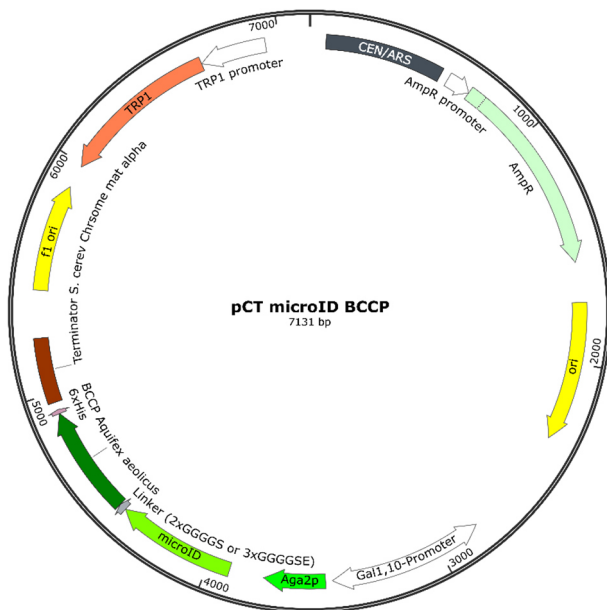 7000
CEN/ARS
TRP1 promoter
AmpR promoter
TRP1
1000
AmpR
6000
f1 ori
Terminator S. cerev Chrsome mat alpha
pCT microID BCCP
7131 bp
ori
2000
5000
6xHis
BCCP Aquifex aeolicus
Linker (2xGGGGS or 3xGGGGSE)
microID
4000
Aga2p
Gal1,10-Promoter
3000